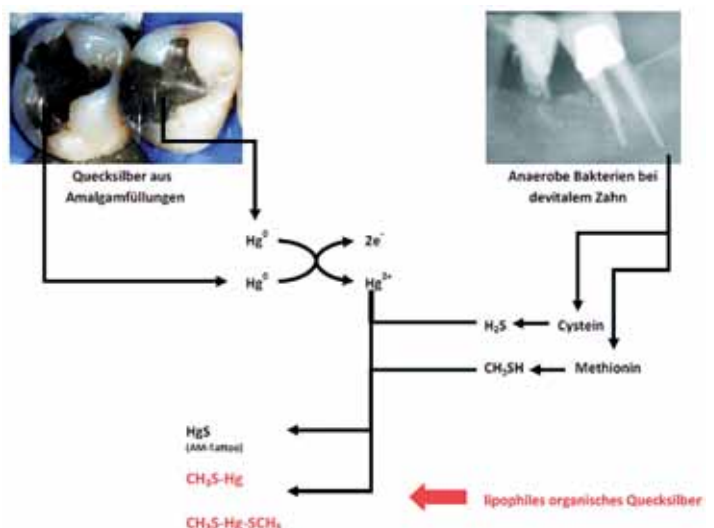 Quecksilber aus
Amalgamfüllungen
Anaerobe Bakterien bei
devitalem Zahn
Hg⁰
2e⁻
Hg⁰
Hg²⁺
H₂S
Cystein
CH₃SH
Methionin
HgS
(AM-Tattoo)
CH₃S-Hg
lipophiles organisches Quecksilber
CH₃S-Hg-SCH₃